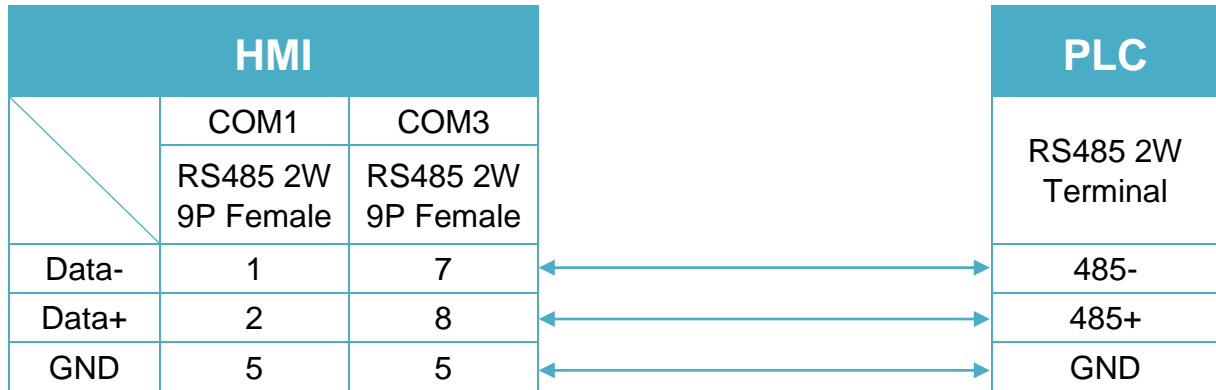 HMI
PLC
COM1
COM3
RS485 2W
9P Female
RS485 2W
9P Female
RS485 2W
Terminal
Data-
1
7
485-
Data+
2
8
485+
GND
5
5
GND